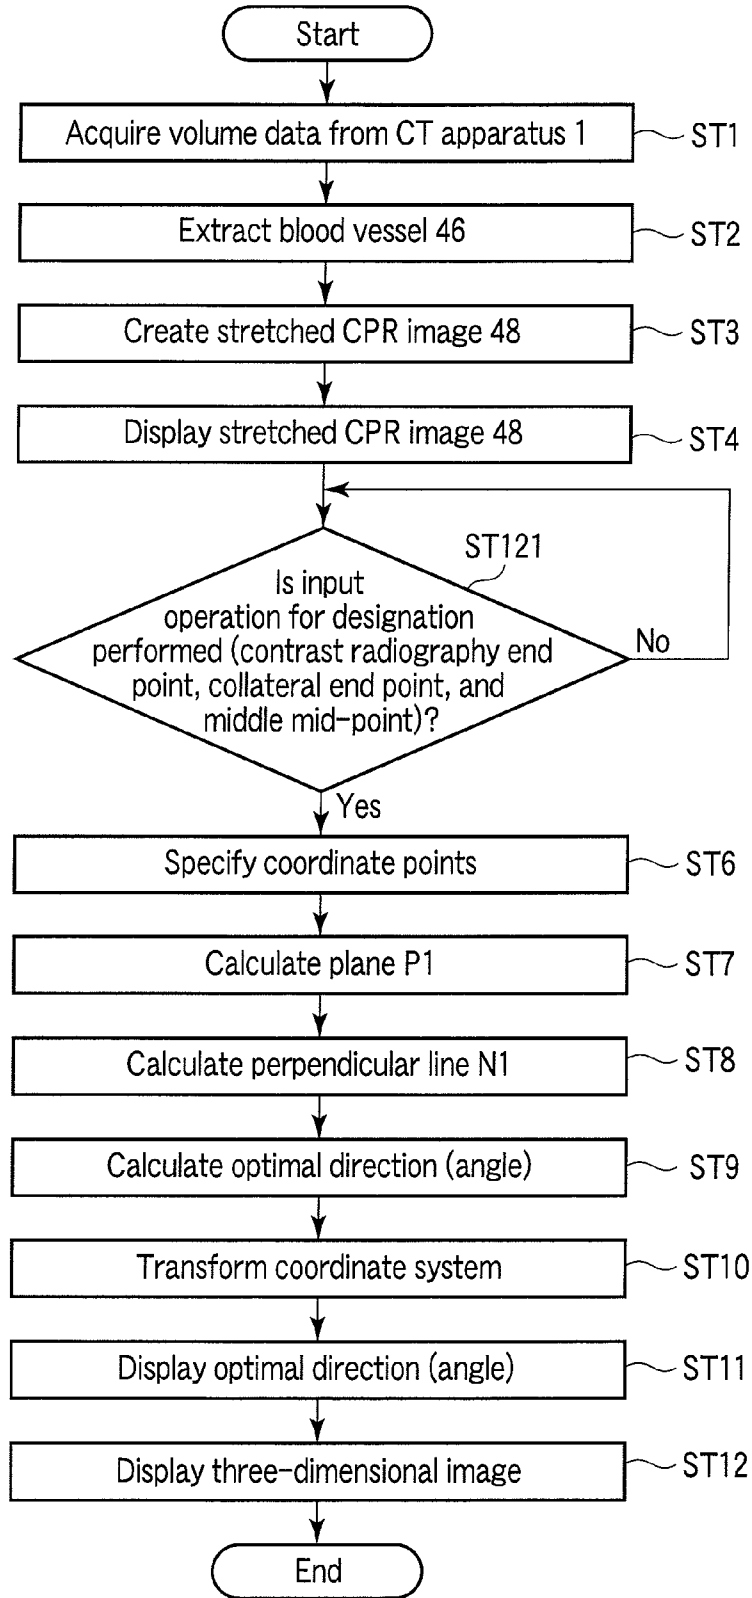 Start
Acquire volume data from CT apparatus 1
ST1
Extract blood vessel 46
ST2
Create stretched CPR image 48
ST3
Display stretched CPR image 48
ST4
ST121
Is input
operation for designation
performed (contrast radiography end
point, collateral end point, and
middle mid-point)?
No
Yes
Specify coordinate points
ST6
Calculate plane P1
ST7
Calculate perpendicular line N1
ST8
Calculate optimal direction (angle)
ST9
Transform coordinate system
ST10
Display optimal direction (angle)
ST11
Display three-dimensional image
ST12
End